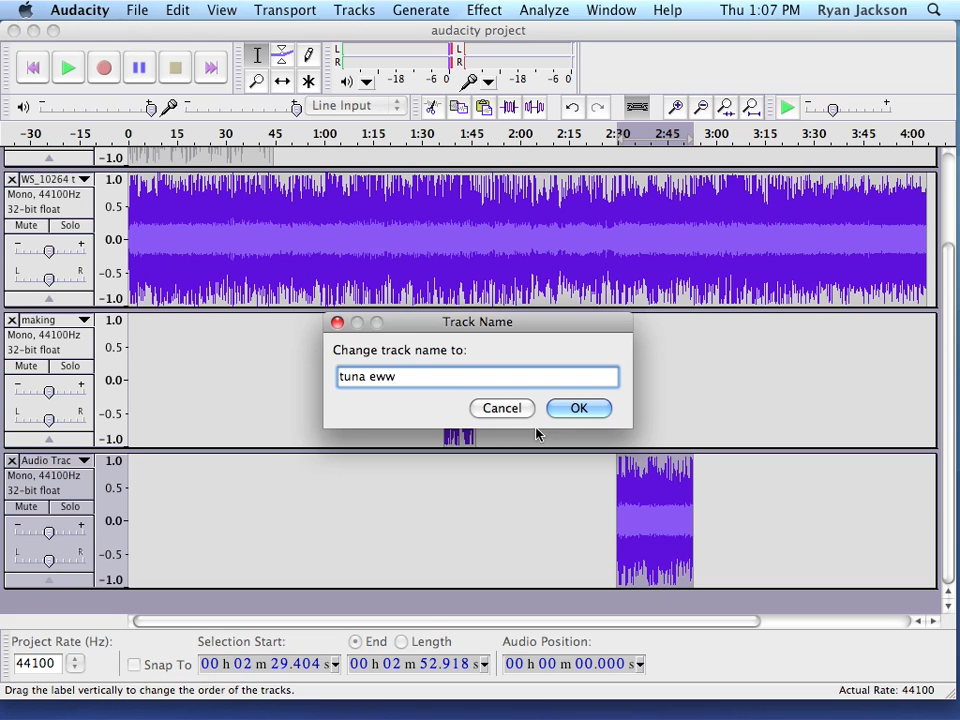 Audacity File Edit View Transport Tracks Generate Effect Analyze Window Help Thu 1:07 PM Ryan Jackson
audacity project
L
R
-18 -6 0
L
R
-18 -6 0
Line Input
-30 -15 0 15 30 45 1:00 1:15 1:30 1:45 2:00 2:15 2:30 2:45 3:00 3:15 3:30 3:45 4:00
-1.0
WS_10264 t
Mono, 44100Hz
32-bit float
Mute Solo
- +
L R
1.0
0.5
0.0
-0.5
-1.0
making
Mono, 44100Hz
32-bit float
Mute Solo
- +
L R
1.0
0.5
0.0
-0.5
-1.0
Track Name
Change track name to:
tuna eww
Cancel OK
Audio Trac
Mono, 44100Hz
32-bit float
Mute Solo
- +
L R
1.0
0.5
0.0
-0.5
-1.0
Project Rate (Hz): Selection Start: End Length Audio Position:
44100 Snap To 00 h 02 m 29.404 s 00 h 02 m 52.918 s 00 h 00 m 00.000 s
Drag the label vertically to change the order of the tracks. Actual Rate: 44100